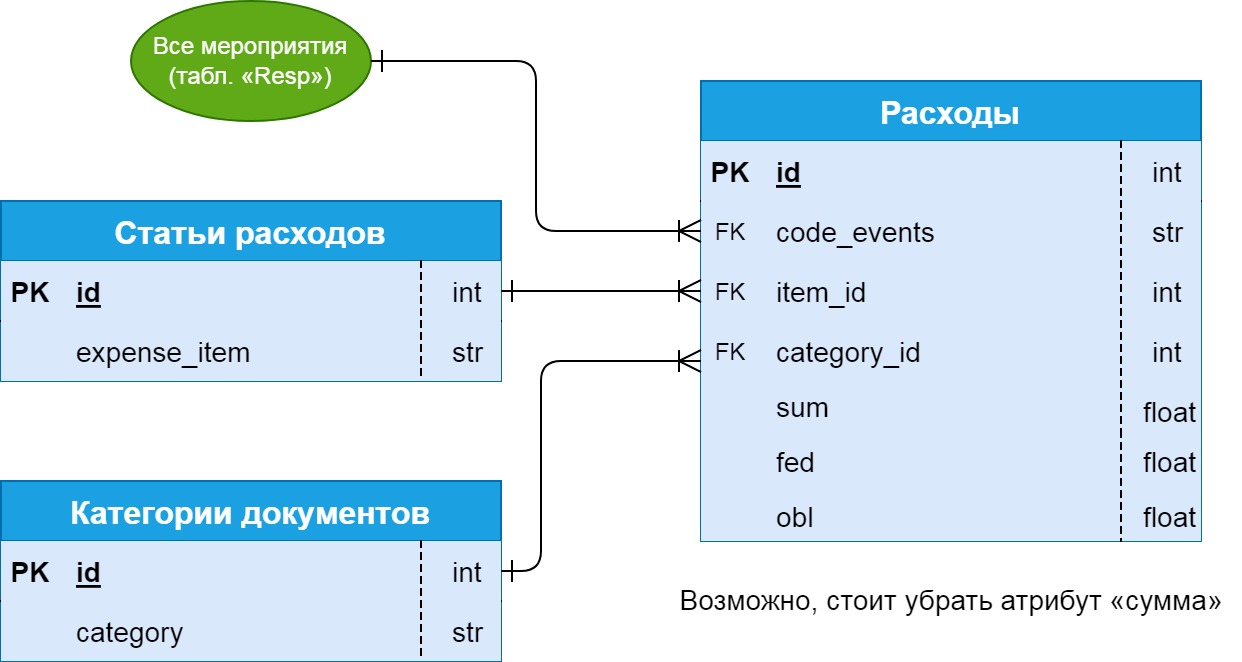 Все мероприятия
(табл. «Resp»)
Статьи расходов
PK id int
expense_item str
Категории документов
PK id int
category str
Расходы
PK id int
FK code_events str
FK item_id int
FK category_id int
sum float
fed float
obl float
Возможно, стоит убрать атрибут «сумма»